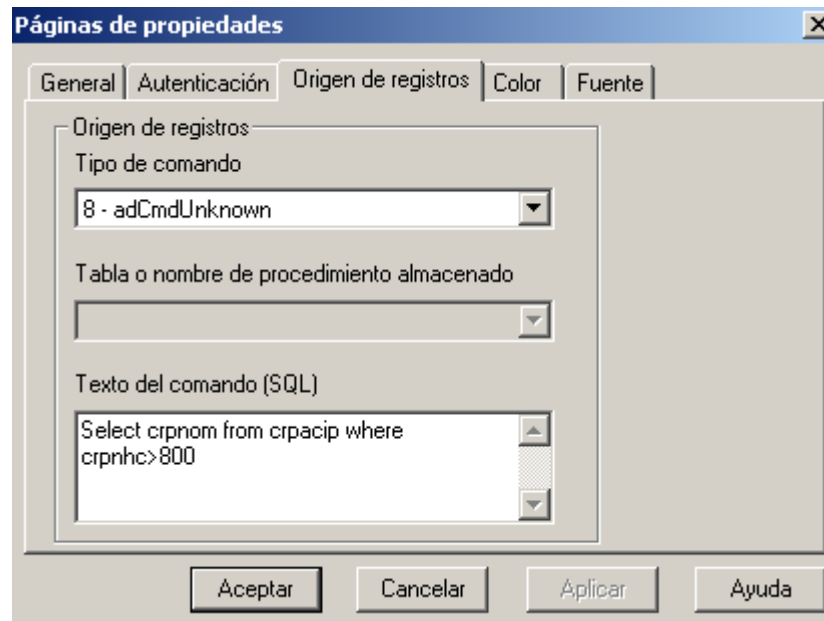 Páginas de propiedades
General Autenticación Origen de registros Color Fuente
Origen de registros
Tipo de comando
8 - adCmdUnknown
Tabla o nombre de procedimiento almacenado
Texto del comando (SQL)
Select crpnom from crpacip where
crpnhc>800
Aceptar Cancelar Aplicar Ayuda